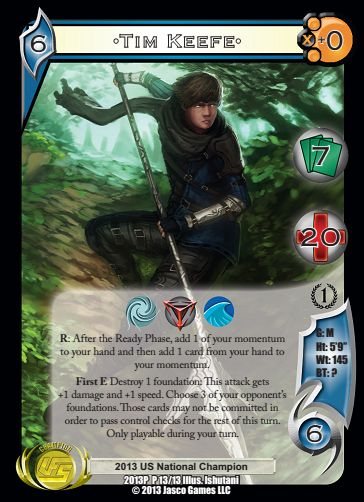 6
·Tim Keefe·
+0
7
20
1
G: M
Ht: 5'9"
Wt: 145
BT: ?
6
R: After the Ready Phase, add 1 of your momentum
to your hand and then add 1 card from your hand to
your momentum.
First E Destroy 1 foundation: This attack gets
+1 damage and +1 speed. Choose 3 of your opponent's
foundations. Those cards may not be committed in
order to pass control checks for the rest of this turn.
Only playable during your turn.
CHAMPION
UFS
2013 US National Champion
2013P P.13/13 Illus. Ishutani
© 2013 Jasco Games LLC